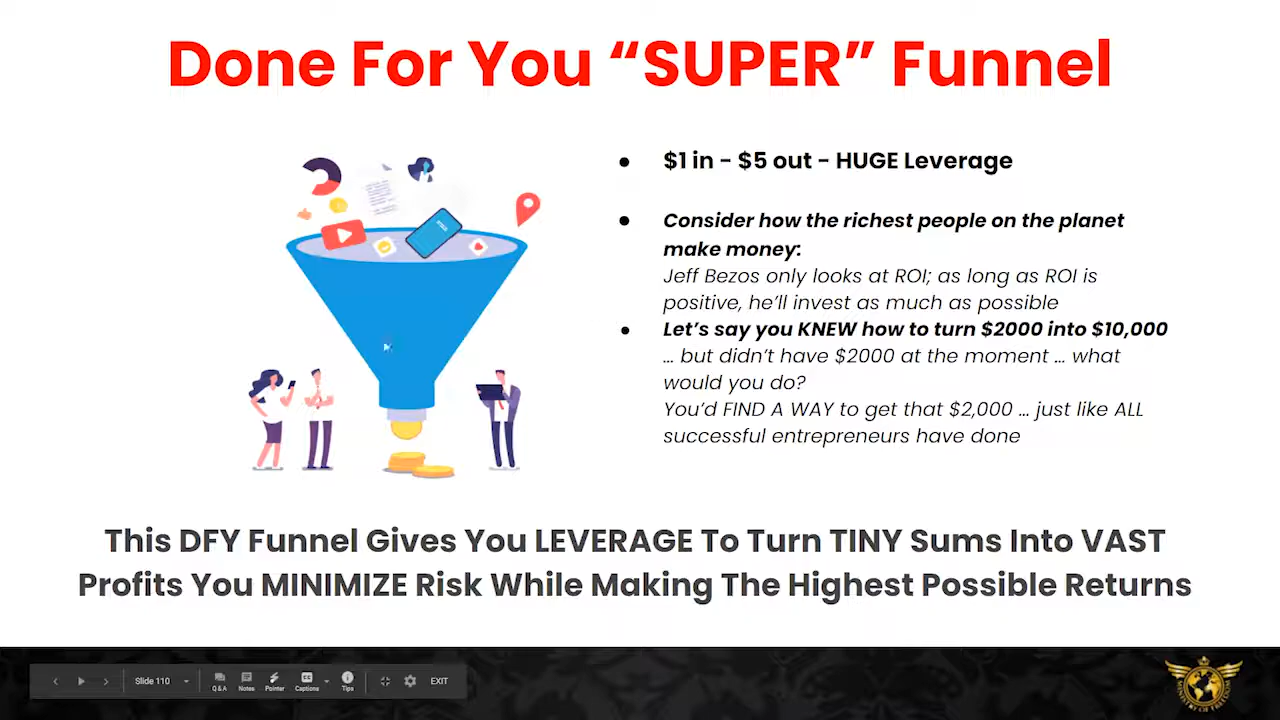 Done For You “SUPER” Funnel
$1 in - $5 out - HUGE Leverage
Consider how the richest people on the planet
make money:
Jeff Bezos only looks at ROI; as long as ROI is
positive, he’ll invest as much as possible
Let’s say you KNEW how to turn $2000 into $10,000
... but didn’t have $2000 at the moment ... what
would you do?
You’d FIND A WAY to get that $2,000 ... just like ALL
successful entrepreneurs have done
This DFY Funnel Gives You LEVERAGE To Turn TINY Sums Into VAST
Profits You MINIMIZE Risk While Making The Highest Possible Returns
Slide 110
Q&A
Notes
Pointer
Captions
Tips
EXIT
MINISTRY OF FREEDOM